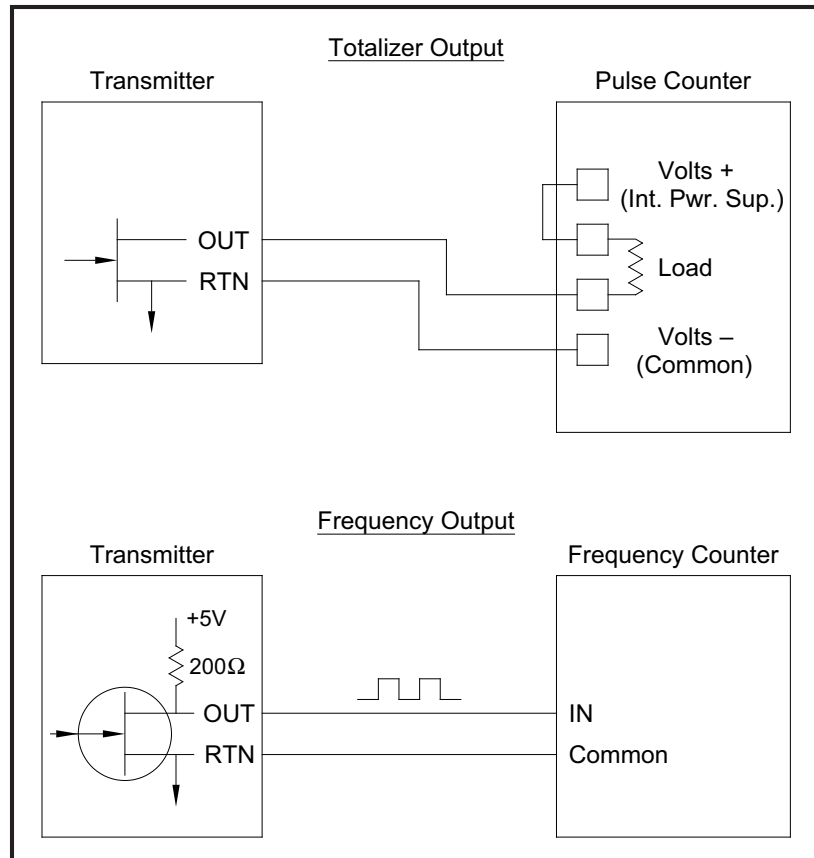 Totalizer Output
Transmitter
Pulse Counter
Volts +
(Int. Pwr. Sup.)
OUT
Load
RTN
Volts –
(Common)
Frequency Output
Transmitter
Frequency Counter
+5V
200Ω
OUT
IN
RTN
Common